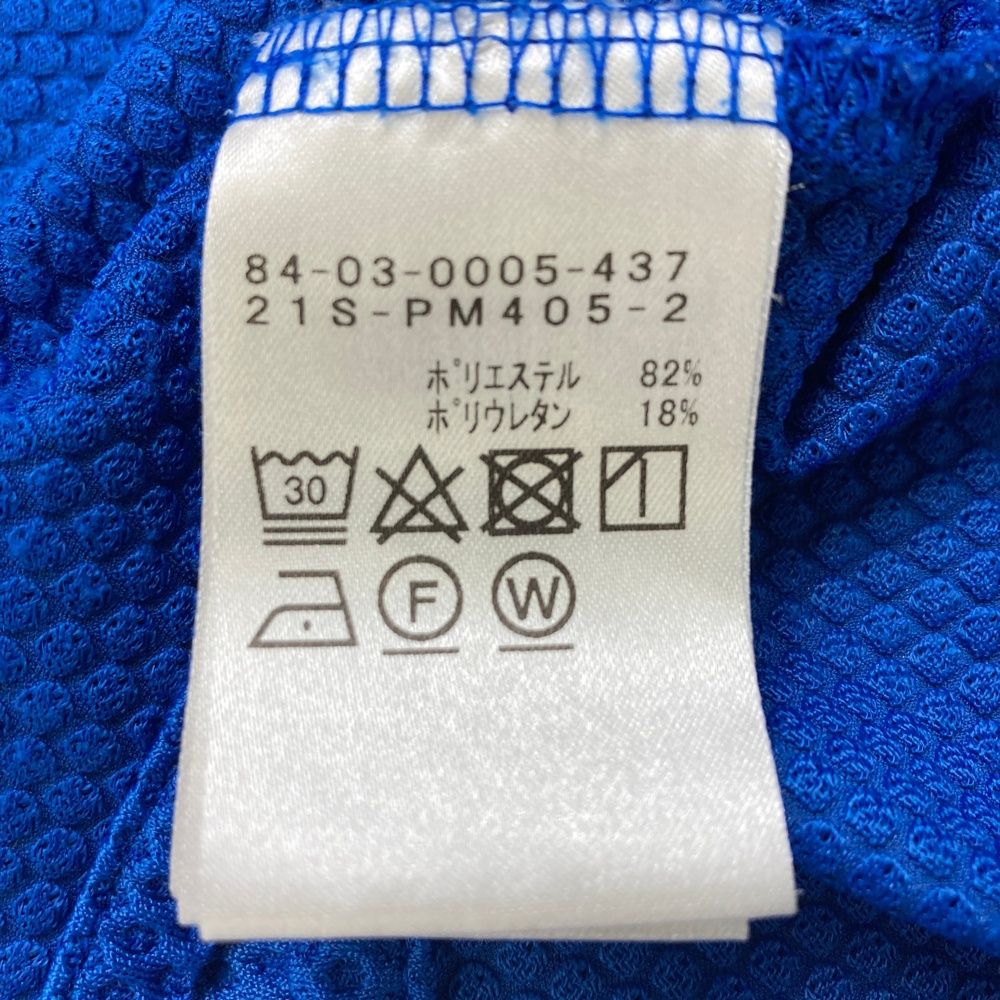 84-03-0005-437
21S-PM405-2
ポリエステル 82%
ポリウレタン 18%
30
F W